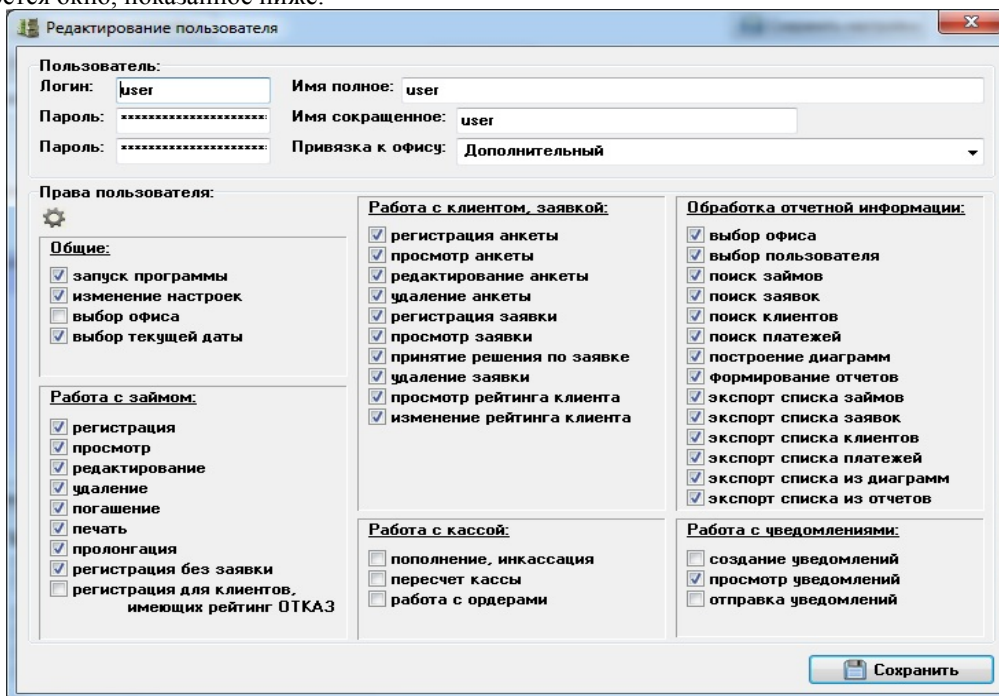 окно, показанное ниже.
Редактирование пользователя
Пользователь:
Логин: user Имя полное: user
Пароль: ********************* Имя сокращенное: user
Пароль: ********************* Привязка к офису: Дополнительный
Права пользователя:
Общие:
запуск программы
изменение настроек
выбор офиса
выбор текущей даты
Работа с займом:
регистрация
просмотр
редактирование
удаление
погашение
печать
пролонгация
регистрация без заявки
регистрация для клиентов,
имеющих рейтинг ОТКАЗ
Работа с клиентом, заявкой:
регистрация анкеты
просмотр анкеты
редактирование анкеты
удаление анкеты
регистрация заявки
просмотр заявки
принятие решения по заявке
удаление заявки
просмотр рейтинга клиента
изменение рейтинга клиента
Работа с кассой:
пополнение, инкассация
пересчет кассы
работа с ордерами
Обработка отчетной информации:
выбор офиса
выбор пользователя
поиск займов
поиск заявок
поиск клиентов
поиск платежей
построение диаграмм
формирование отчетов
экспорт списка займов
экспорт списка заявок
экспорт списка клиентов
экспорт списка платежей
экспорт списка из диаграмм
экспорт списка из отчетов
Работа с уведомлениями:
создание уведомлений
просмотр уведомлений
отправка уведомлений
Сохранить